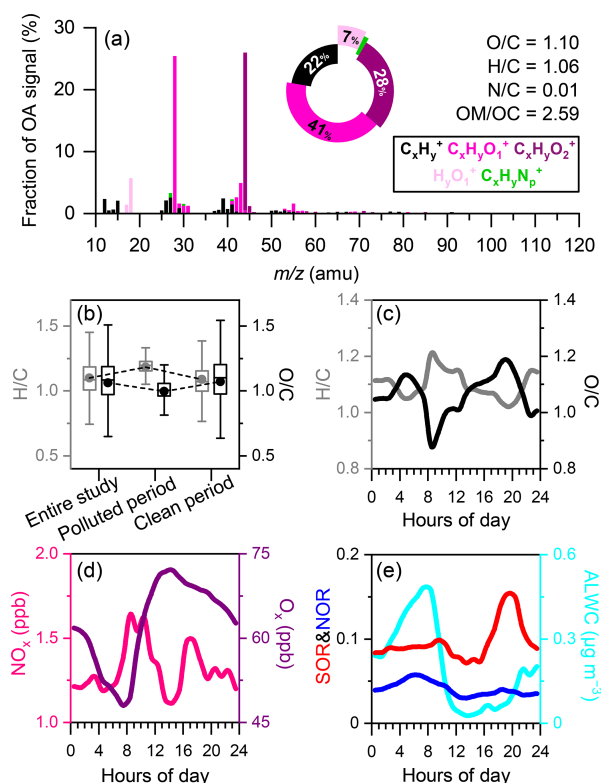 (a)
Fraction of OA signal (%)
30
20
10
0
10 20 30 40 50 60 70 80 90 100 110 120
m/z (amu)
7%
28%
41%
22%
O/C = 1.10
H/C = 1.06
N/C = 0.01
OM/OC = 2.59
CxHy+ CxHyO1+ CxHyO2+
HyO1+ CxHyNp+
(b)
H/C
1.5
1.0
0.5
O/C
1.5
1.0
0.5
Entire study
Polluted period
Clean period
(c)
H/C
1.4
1.2
1.0
0.8
O/C
1.4
1.2
1.0
0.8
0 4 8 12 16 20 24
Hours of day
(d)
NOx (ppb)
2.0
1.5
1.0
Ox (ppb)
75
60
45
0 4 8 12 16 20 24
Hours of day
(e)
SOR&NOR
0.2
0.1
0
ALWC (µg m⁻³)
0.9
0.6
0.3
0
0 4 8 12 16 20 24
Hours of day